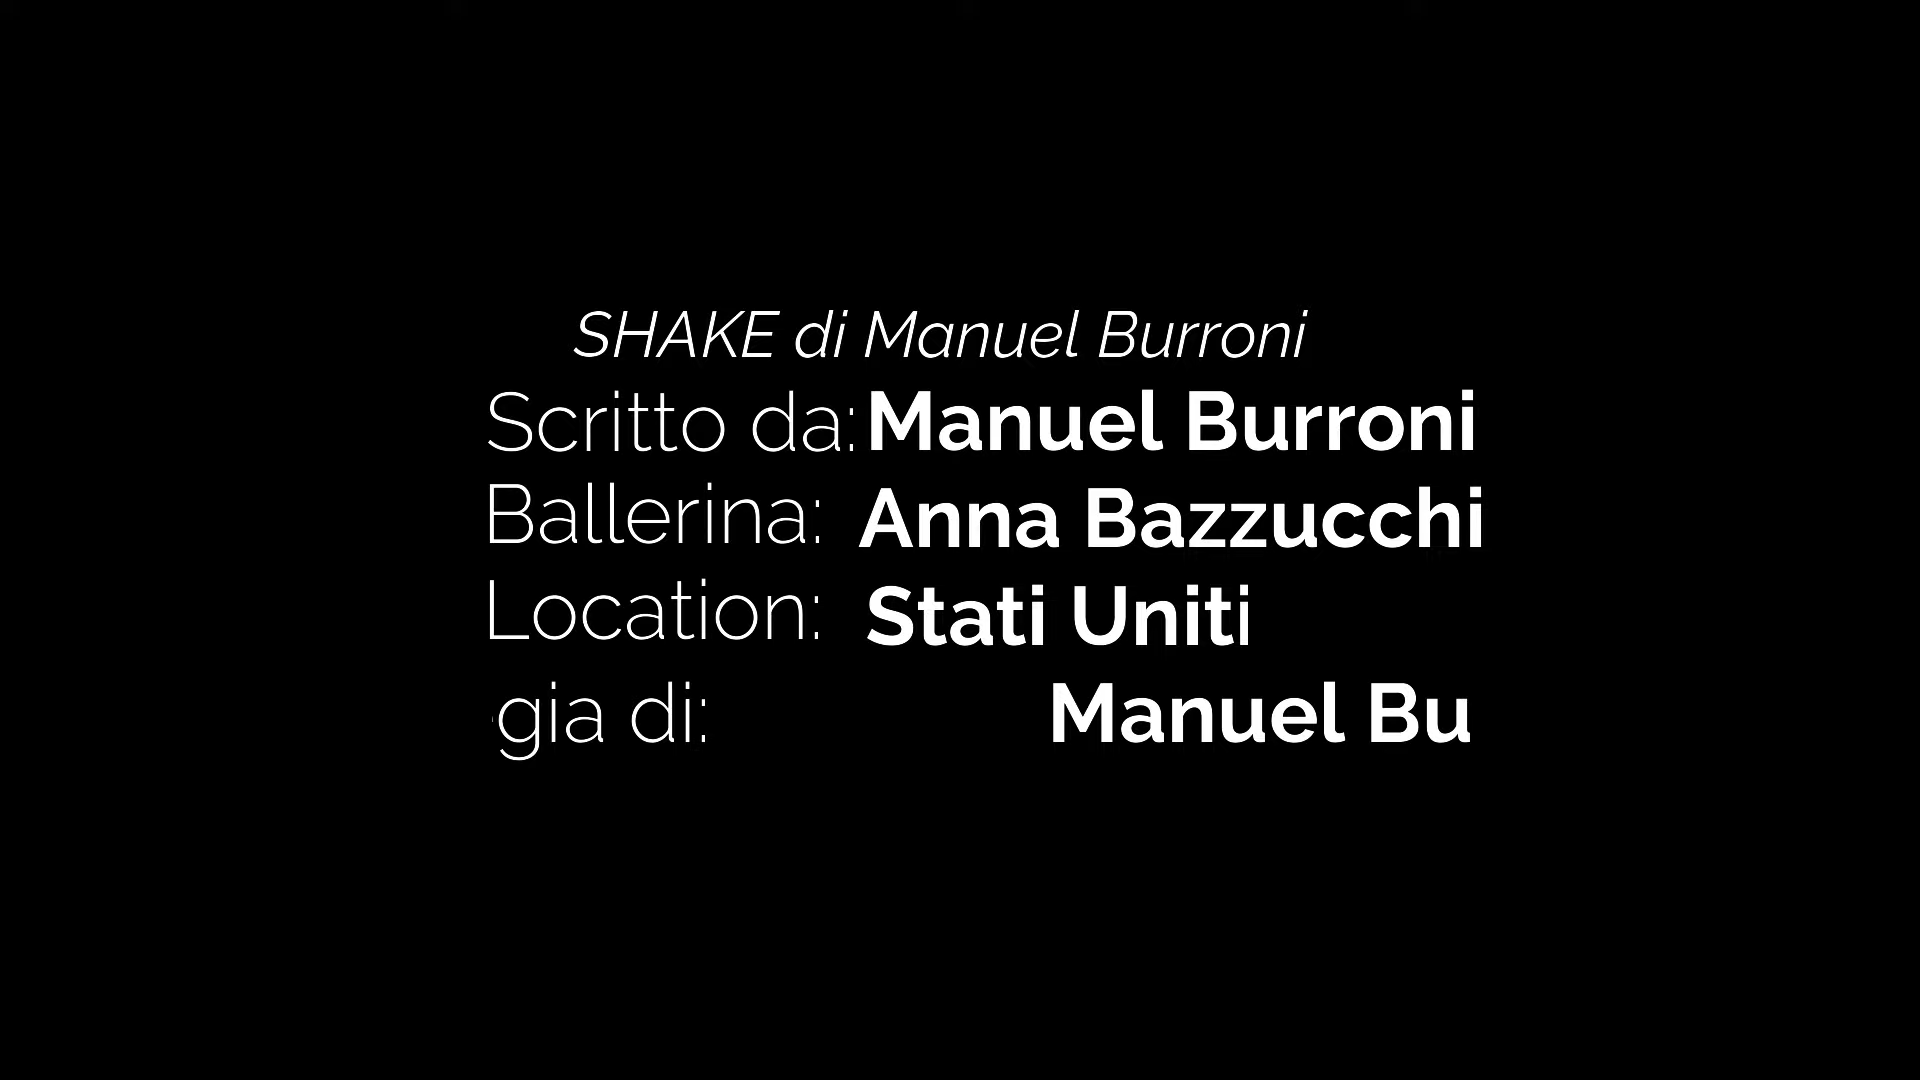 SHAKE di Manuel Burroni
Scritto da: Manuel Burroni
Ballerina: Anna Bazzucchi
Location: Stati Uniti
gia di: Manuel Bu